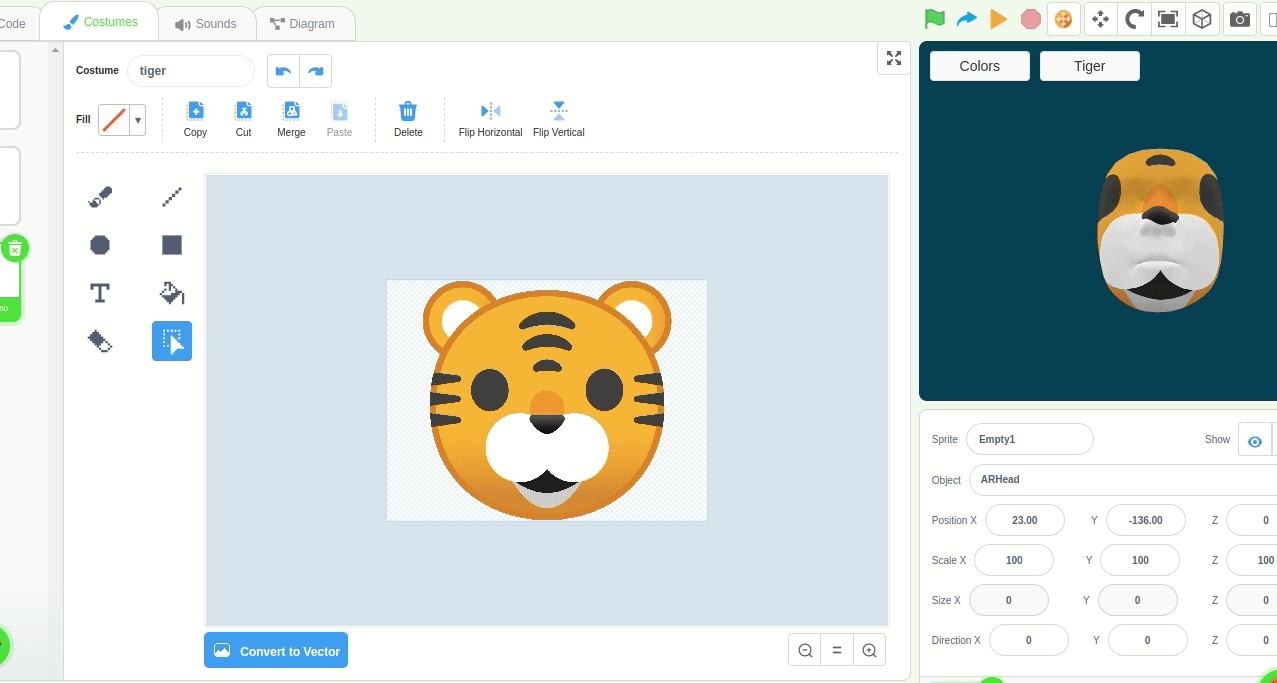 Code
Costumes
Sounds
Diagram
Costume
tiger
Fill
Copy
Cut
Merge
Paste
Delete
Flip Horizontal
Flip Vertical
T
Convert to Vector
=
Colors
Tiger
Sprite
Empty1
Show
Object
ARHead
Position X
23.00
Y
-136.00
Z
0
Scale X
100
Y
100
Z
100
Size X
0
Y
0
Z
0
Direction X
0
Y
0
Z
0